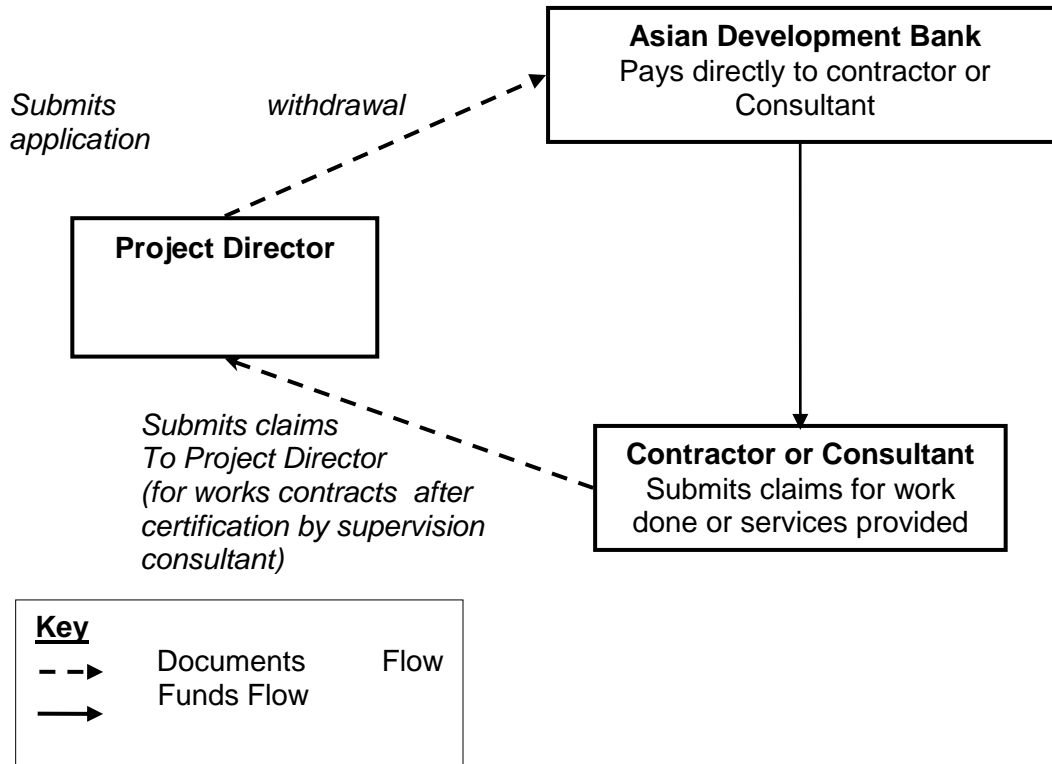 Asian Development Bank
Pays directly to contractor or
Consultant
Submits withdrawal
application
Project Director
Submits claims
To Project Director
(for works contracts after
certification by supervision
consultant)
Contractor or Consultant
Submits claims for work
done or services provided
Key
Documents Flow
Funds Flow